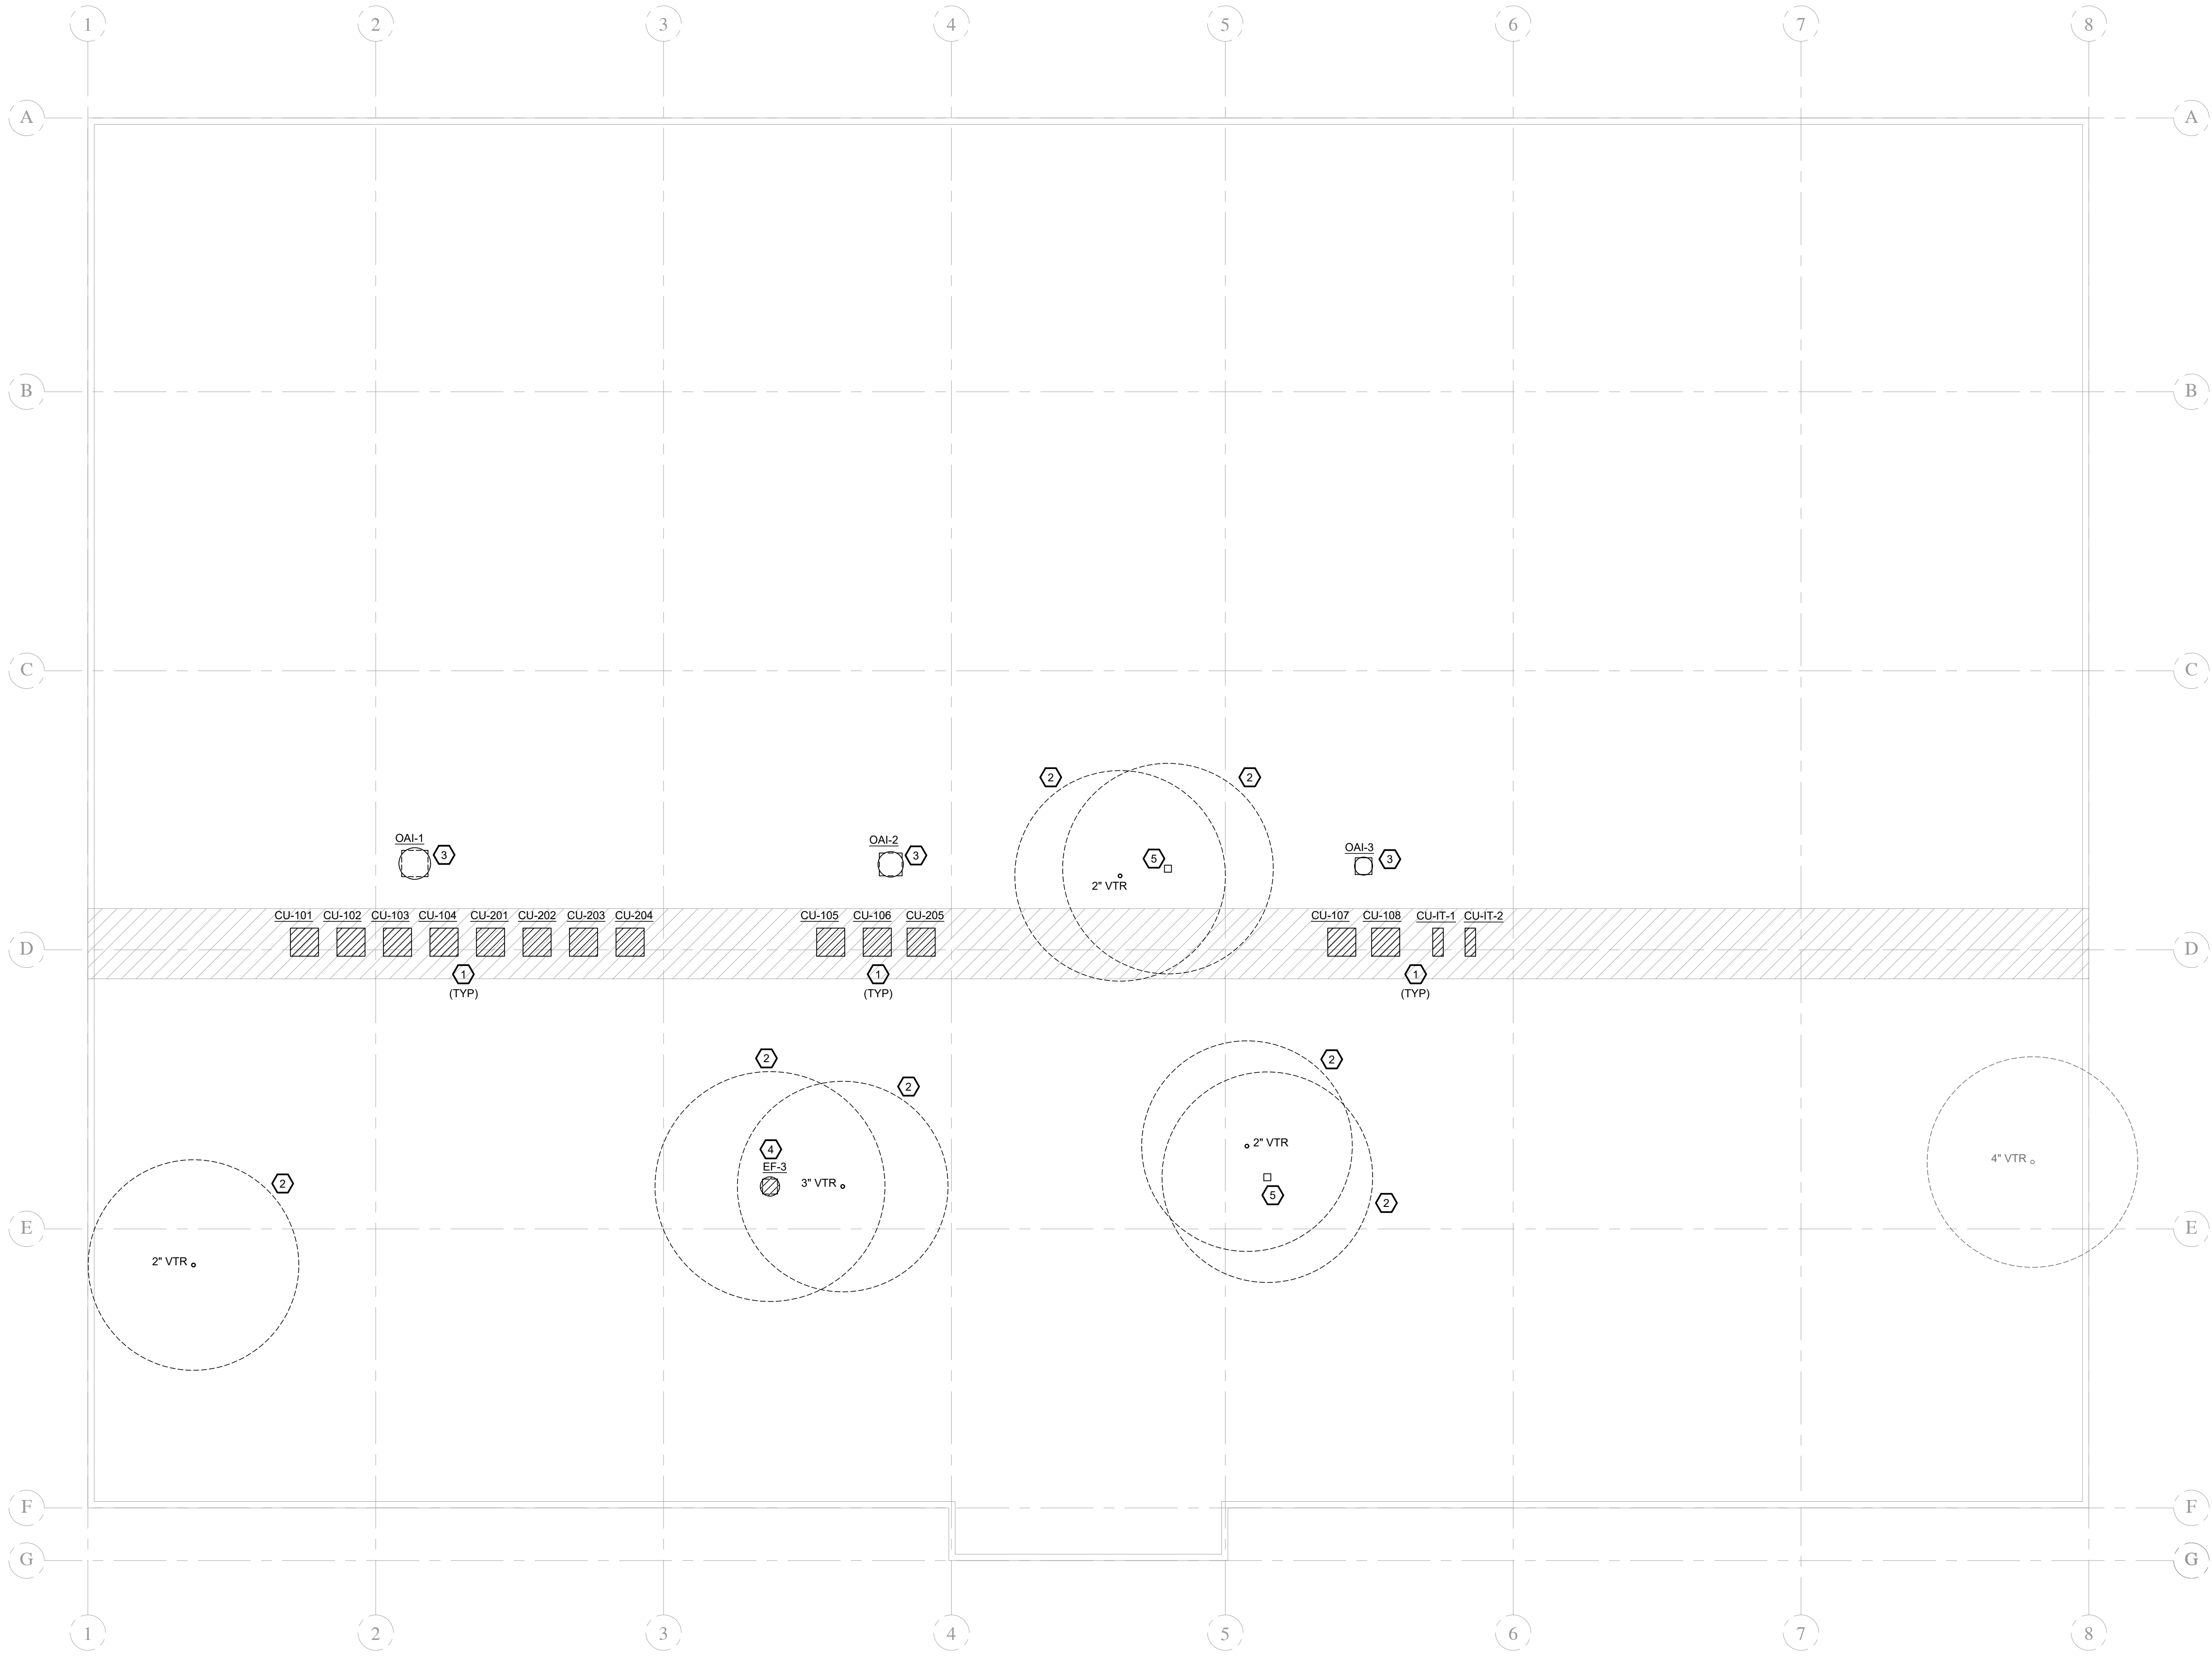 1 2 3 4 5 6 7 8
A A
B B
C C
2 2
OAI-1 3
OAI-2 3
5
OAI-3 3
2" VTR
CU-101 CU-102 CU-103 CU-104 CU-201 CU-202 CU-203 CU-204 CU-105 CU-106 CU-205 CU-107 CU-108 CU-IT-1 CU-IT-2
D D
1 1 1
(TYP) (TYP) (TYP)
2 2
2
4 2" VTR
EF-3 4" VTR
2 3" VTR
5 2
E E
2" VTR
F F
G G
1 2 3 4 5 6 7 8